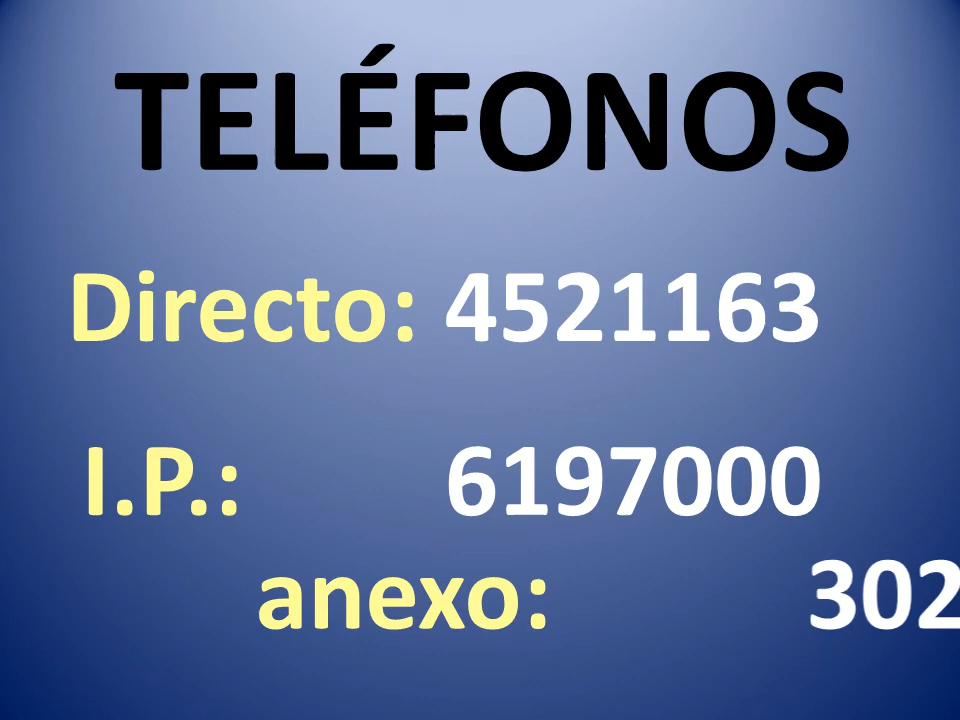 TELÉFONOS
Directo: 4521163
I.P.: 6197000
anexo: 302